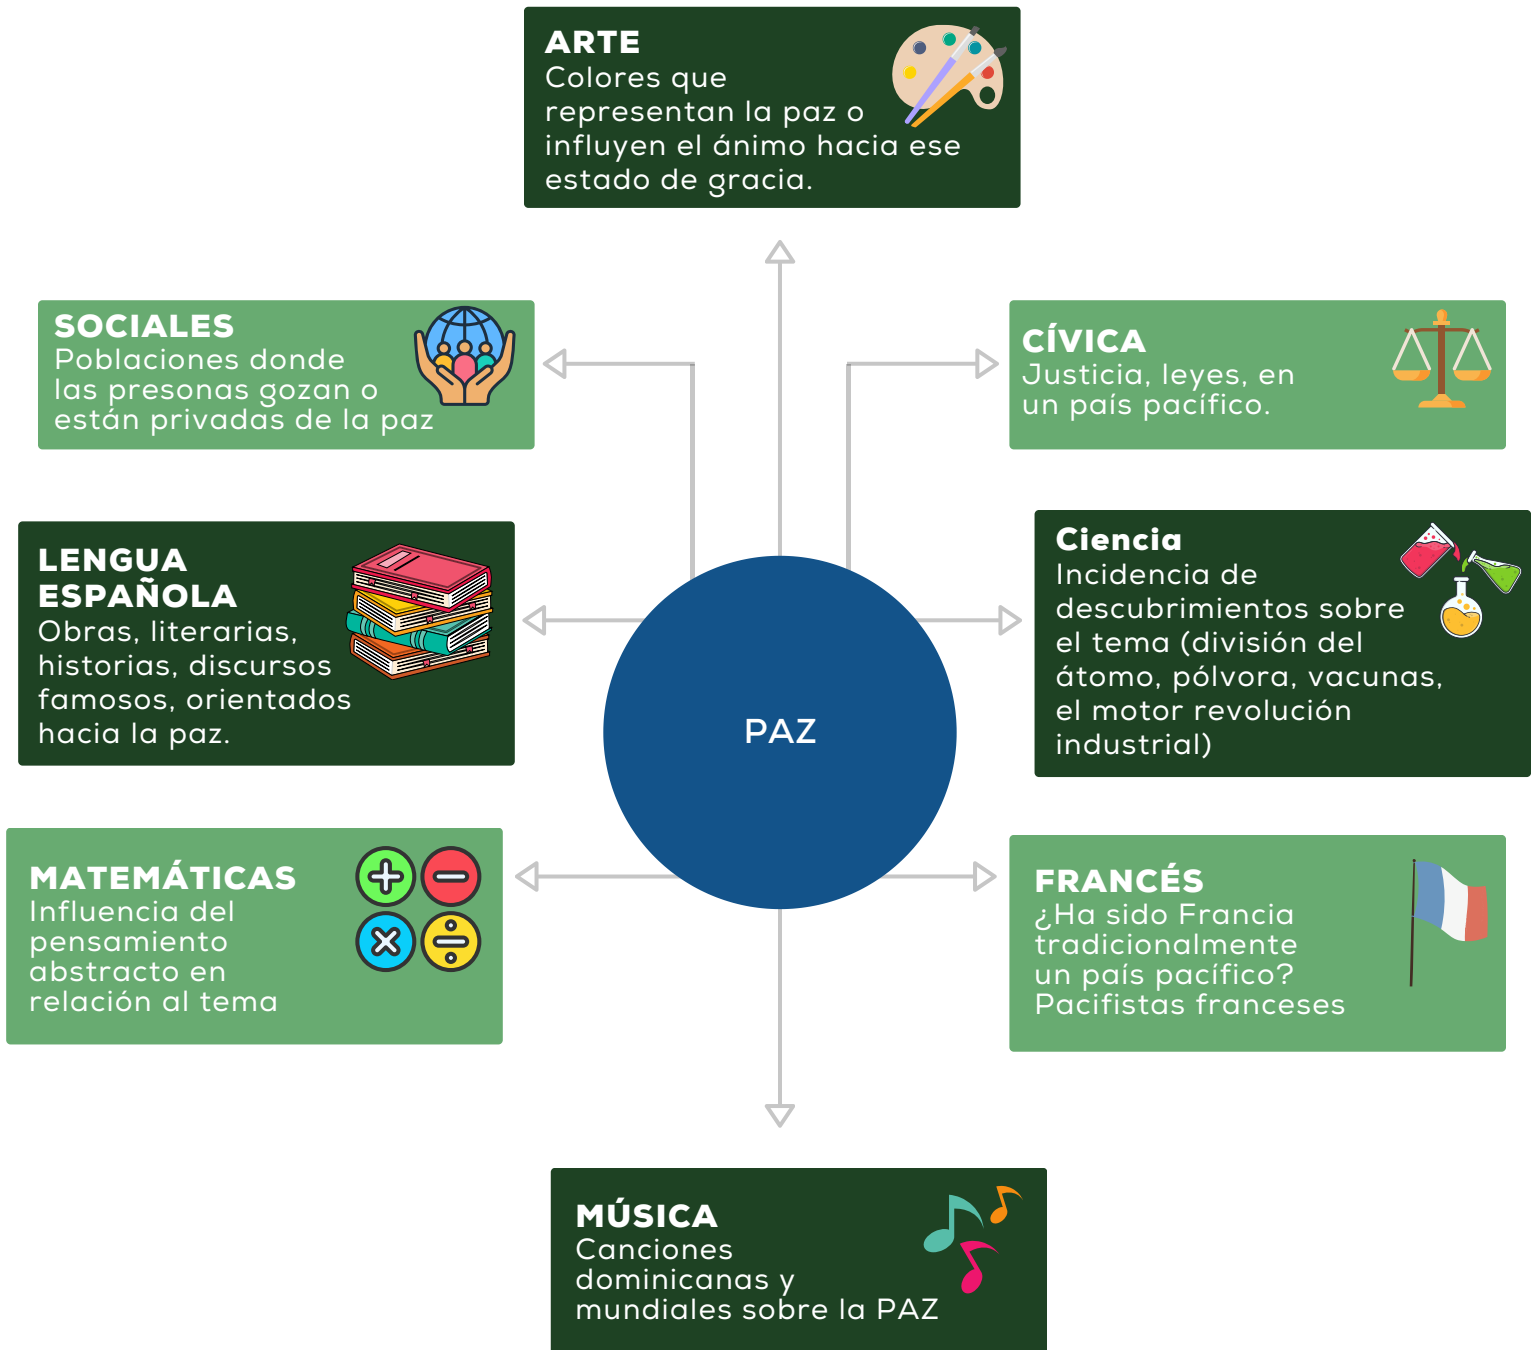 ARTE
Colores que
representan la paz o
influyen el ánimo hacia ese
estado de gracia.
SOCIALES
Poblaciones donde
las presonas gozan o
están privadas de la paz
CÍVICA
Justicia, leyes, en
un país pacífico.
LENGUA
ESPAÑOLA
Obras, literarias,
historias, discursos
famosos, orientados
hacia la paz.
PAZ
Ciencia
Incidencia de
descubrimientos sobre
el tema (división del
átomo, pólvora, vacunas,
el motor revolución
industrial)
MATEMÁTICAS
Influencia del
pensamiento
abstracto en
relación al tema
FRANCÉS
¿Ha sido Francia
tradicionalmente
un país pacífico?
Pacifistas franceses
MÚSICA
Canciones
dominicanas y
mundiales sobre la PAZ